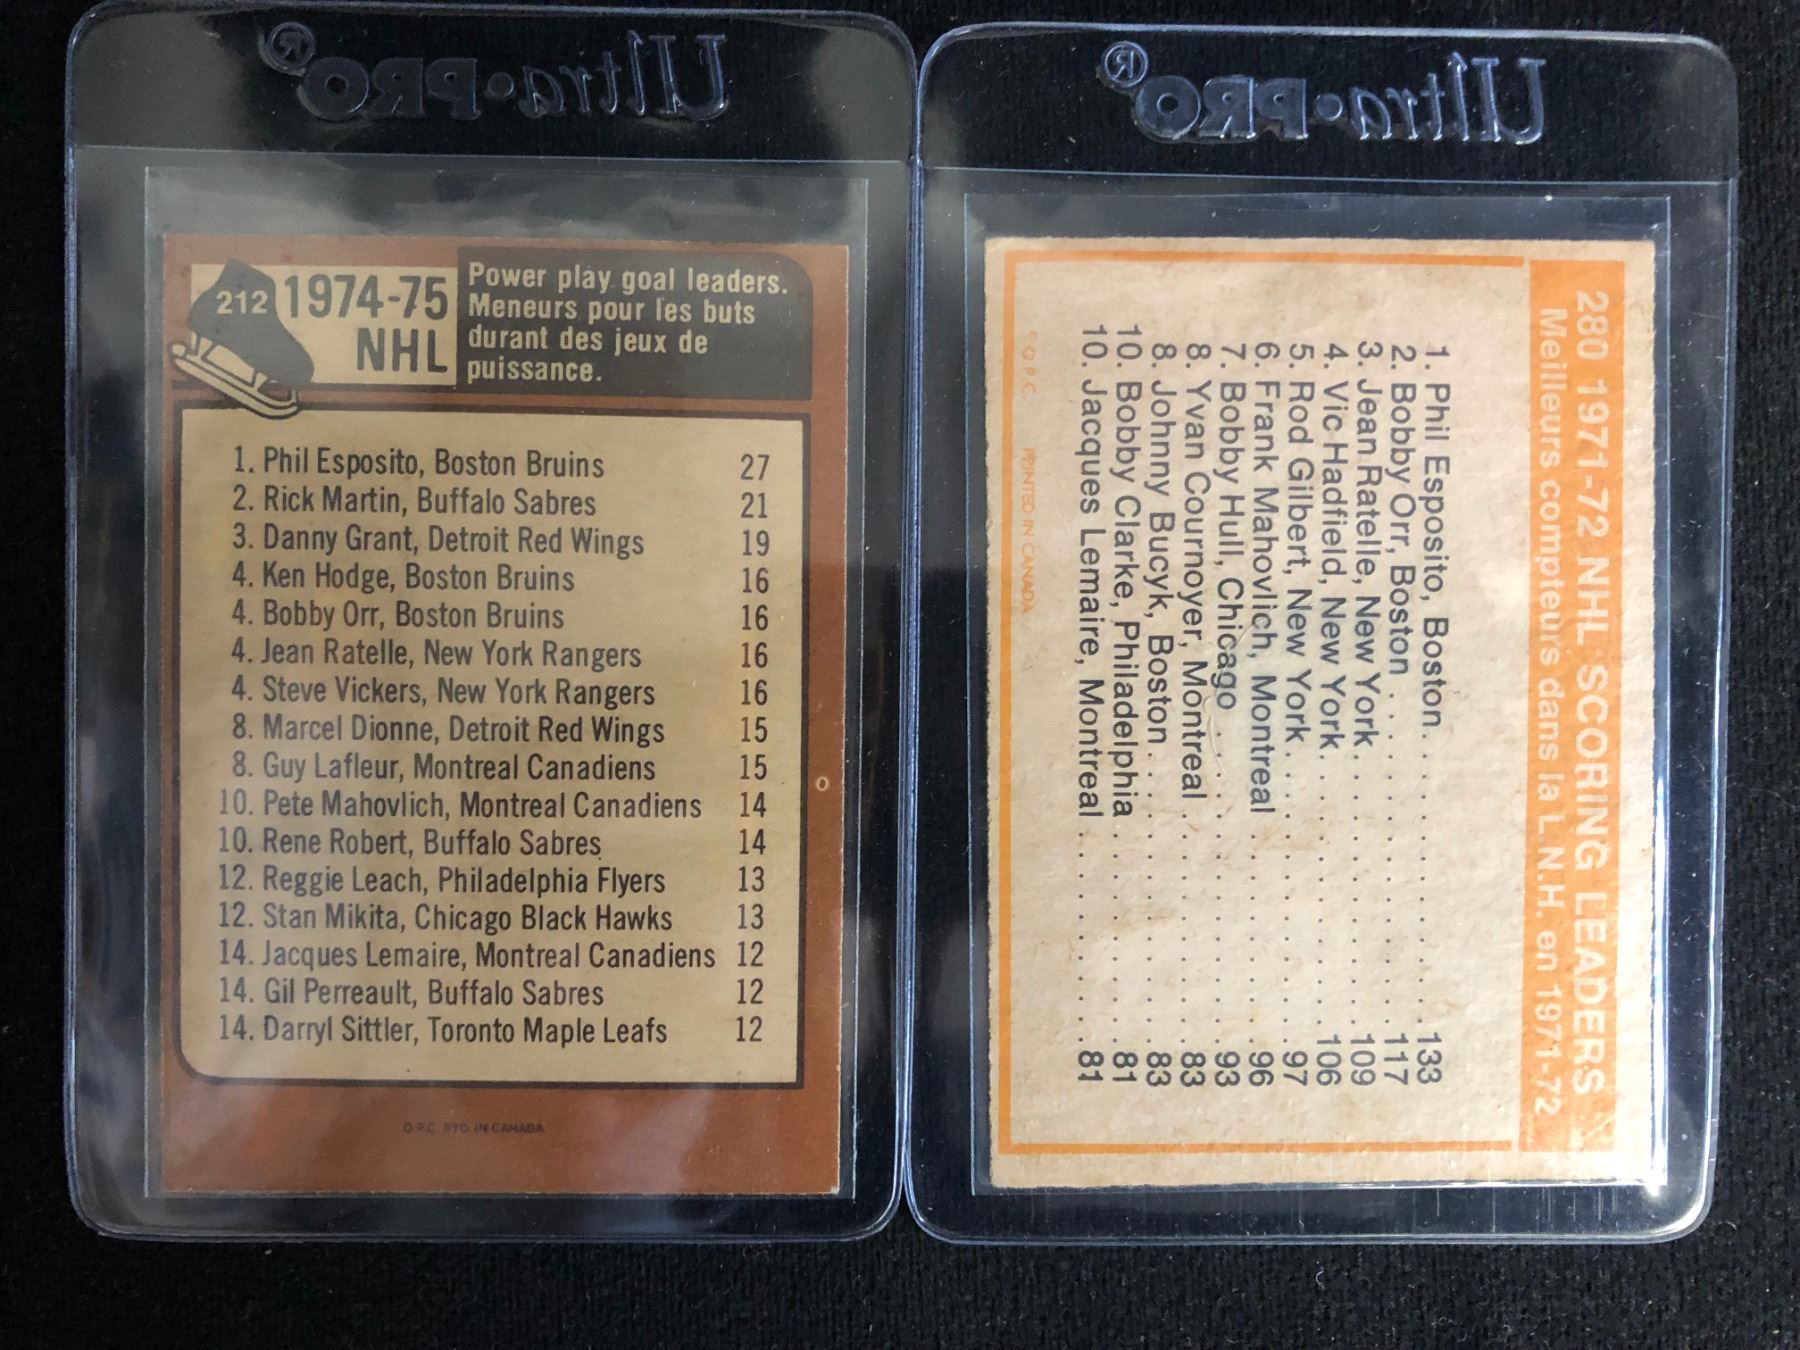 Ultra•PRO®
212 1974-75 NHL
Power play goal leaders.
Meneurs pour les buts
durant des jeux de
puissance.
1. Phil Esposito, Boston Bruins 27
2. Rick Martin, Buffalo Sabres 21
3. Danny Grant, Detroit Red Wings 19
4. Ken Hodge, Boston Bruins 16
4. Bobby Orr, Boston Bruins 16
4. Jean Ratelle, New York Rangers 16
4. Steve Vickers, New York Rangers 16
8. Marcel Dionne, Detroit Red Wings 15
8. Guy Lafleur, Montreal Canadiens 15
10. Pete Mahovlich, Montreal Canadiens 14
10. Rene Robert, Buffalo Sabres 14
12. Reggie Leach, Philadelphia Flyers 13
12. Stan Mikita, Chicago Black Hawks 13
14. Jacques Lemaire, Montreal Canadiens 12
14. Gil Perreault, Buffalo Sabres 12
14. Darryl Sittler, Toronto Maple Leafs 12
O.P.C. PTD. IN CANADA
Ultra•PRO®
280 1971-72 NHL SCORING LEADERS
Meilleurs compteurs dans la L.N.H. en 1971-72
1. Phil Esposito, Boston 133
2. Bobby Orr, Boston 117
3. Jean Ratelle, New York 109
4. Vic Hadfield, New York 106
5. Rod Gilbert, New York 97
6. Frank Mahovlich, Montreal 96
7. Bobby Hull, Chicago 93
8. Yvan Cournoyer, Montreal 83
8. Johnny Bucyk, Boston 83
10. Bobby Clarke, Philadelphia 81
10. Jacques Lemaire, Montreal 81
O.P.C. PRINTED IN CANADA